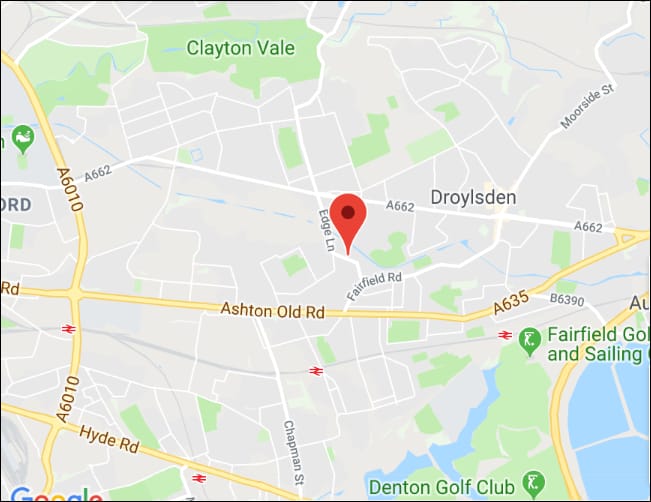 Clayton Vale
Moorside St
A6010
A662
ORD
Edge Ln
A662
Droylsden
A662
Fairfield Rd
Rd
Ashton Old Rd
A635
B6390
Au
Fairfield Gol
and Sailing
A6010
Hyde Rd
Chapman St
Denton Golf Club
Google